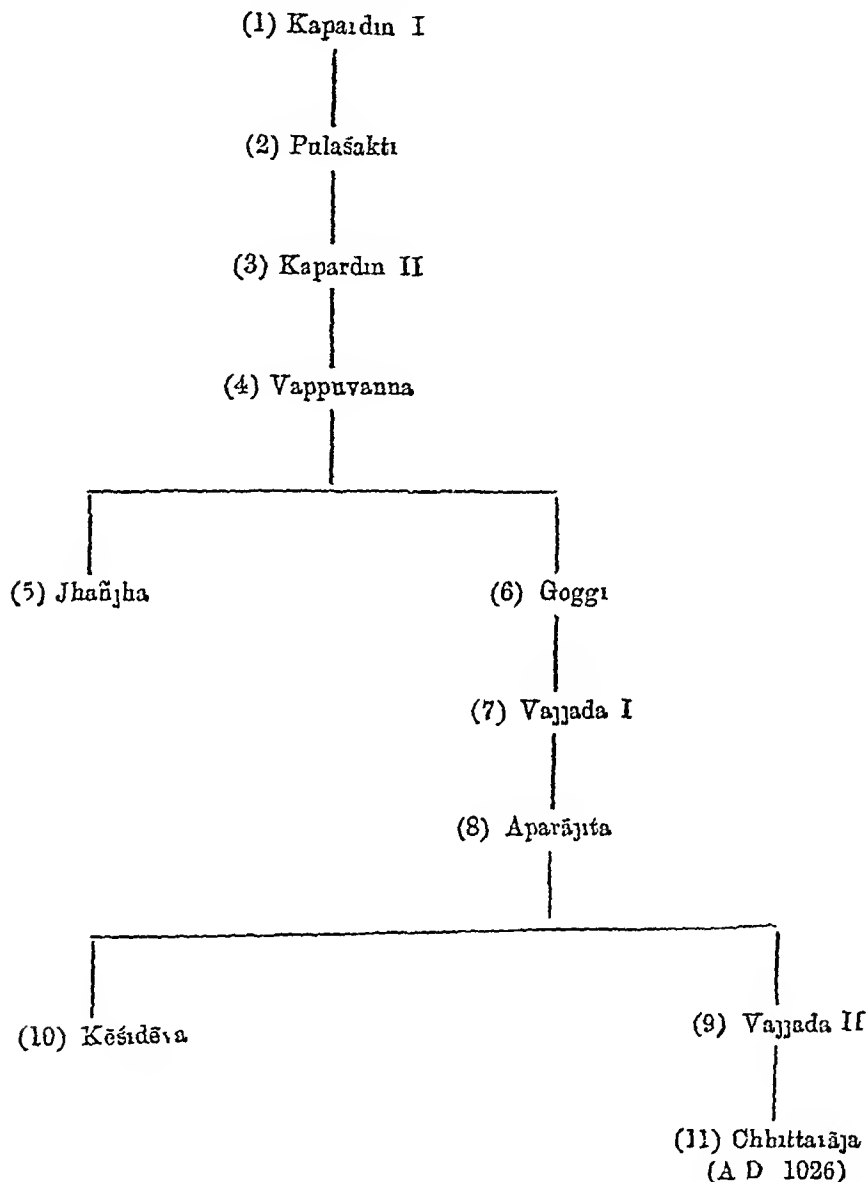 (1) Kapardin I
(2) Pulaśakti
(3) Kapardin II
(4) Vappuvanna
(5) Jhañjha
(6) Goggi
(7) Vajjada I
(8) Aparājita
(10) Kēśidēva
(9) Vajjada II
(11) Chhittarāja
(A D 1026)